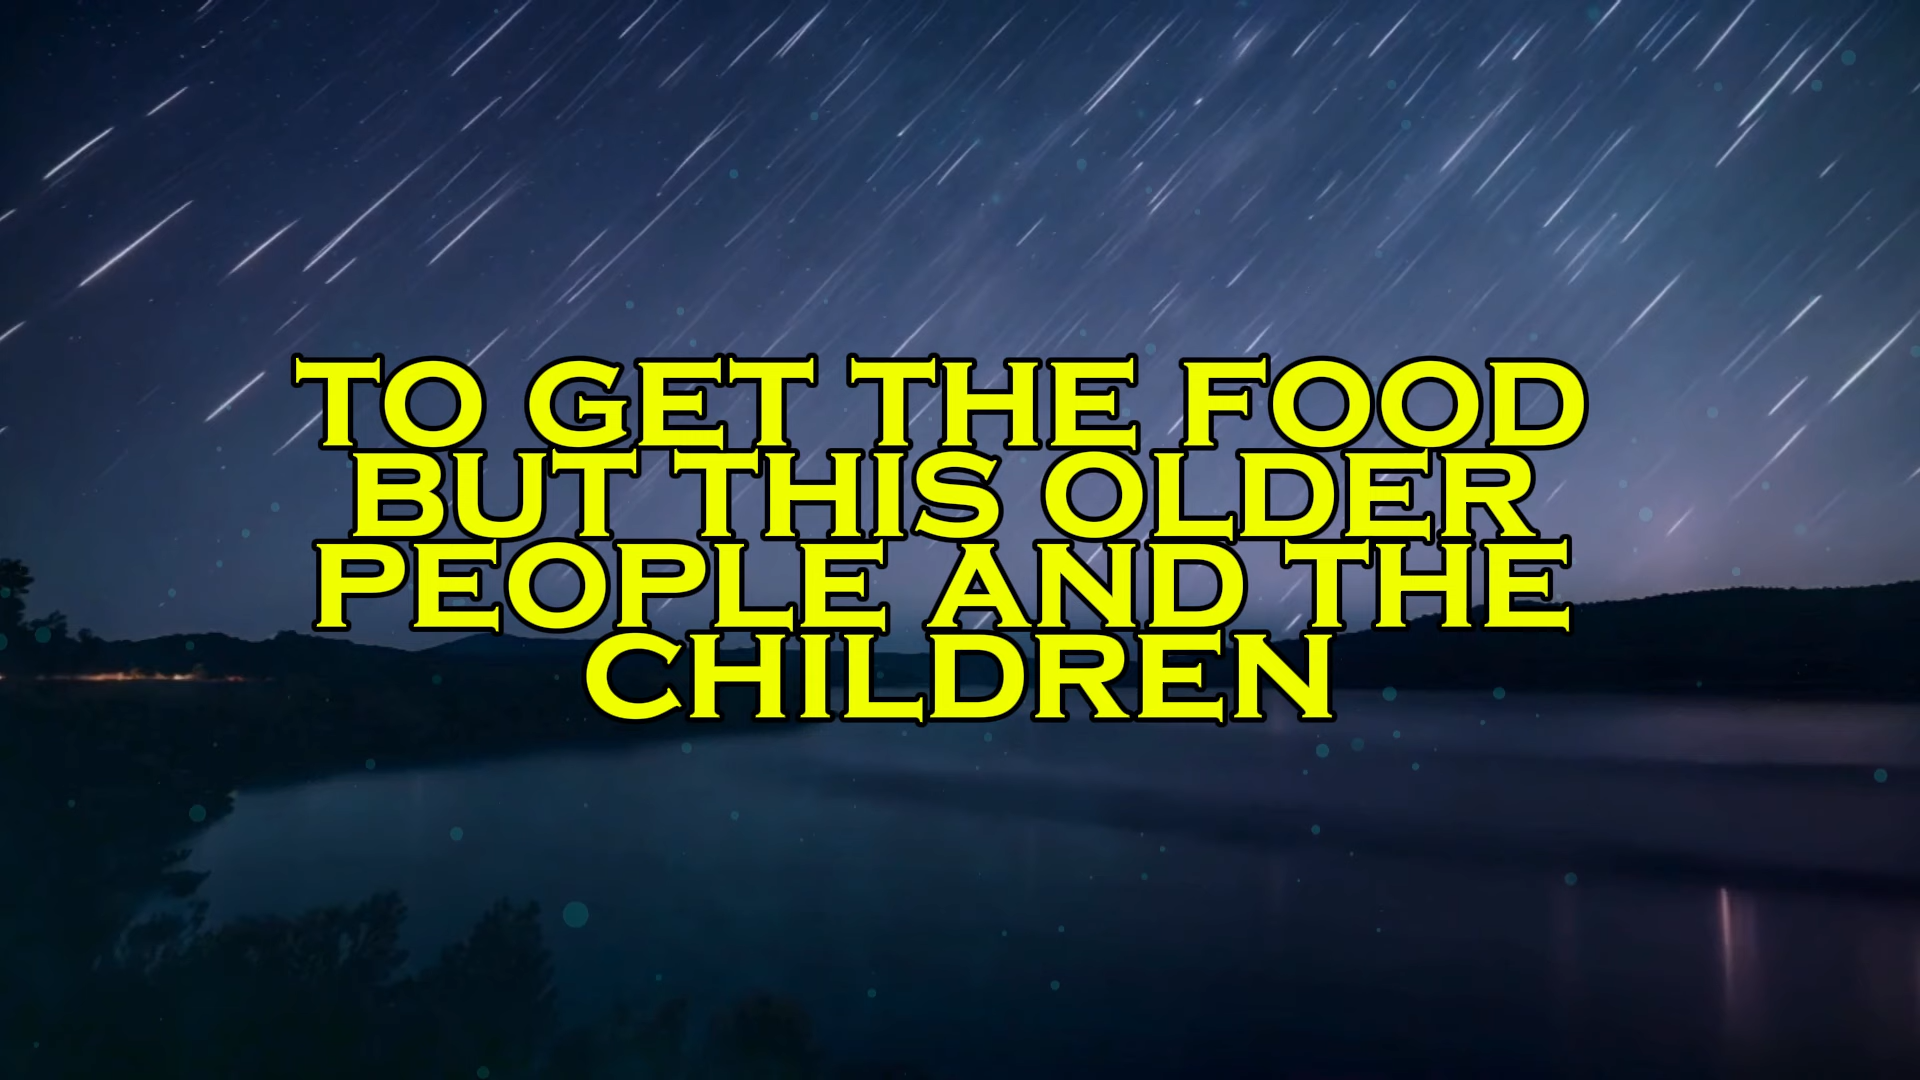 TO GET THE FOOD
BUT THIS OLDER
PEOPLE AND THE
CHILDREN